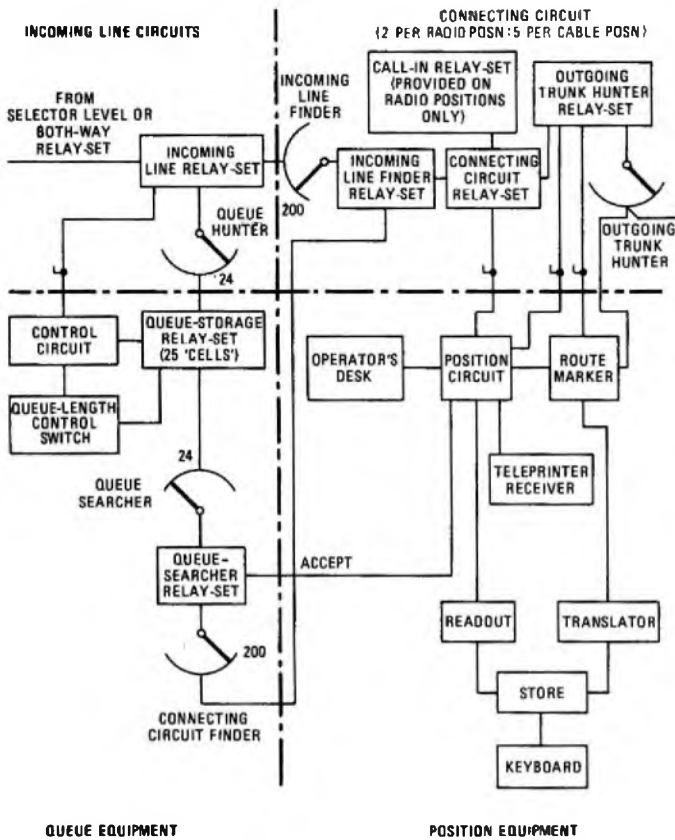 INCOMING LINE CIRCUITS
CONNECTING CIRCUIT
(2 PER RADIO POSN:5 PER CABLE POSN)
FROM
SELECTOR LEVEL OR
BOTH-WAY
RELAY-SET
INCOMING
LINE RELAY-SET
INCOMING
LINE
FINDER
200
CALL-IN RELAY-SET
(PROVIDED ON
RADIO POSITIONS
ONLY)
OUTGOING
TRUNK HUNTER
RELAY-SET
INCOMING
LINE FINDER
RELAY-SET
CONNECTING
CIRCUIT
RELAY-SET
QUEUE
HUNTER
24
OUTGOING
TRUNK
HUNTER
CONTROL
CIRCUIT
QUEUE-STORAGE
RELAY-SET
(25 'CELLS')
OPERATOR'S
DESK
POSITION
CIRCUIT
ROUTE
MARKER
QUEUE-LENGTH
CONTROL
SWITCH
24
QUEUE
SEARCHER
TELEPRINTER
RECEIVER
QUEUE-
SEARCHER
RELAY-SET
ACCEPT
READOUT
TRANSLATOR
200
CONNECTING
CIRCUIT FINDER
STORE
KEYBOARD
QUEUE EQUIPMENT
POSITION EQUIPMENT